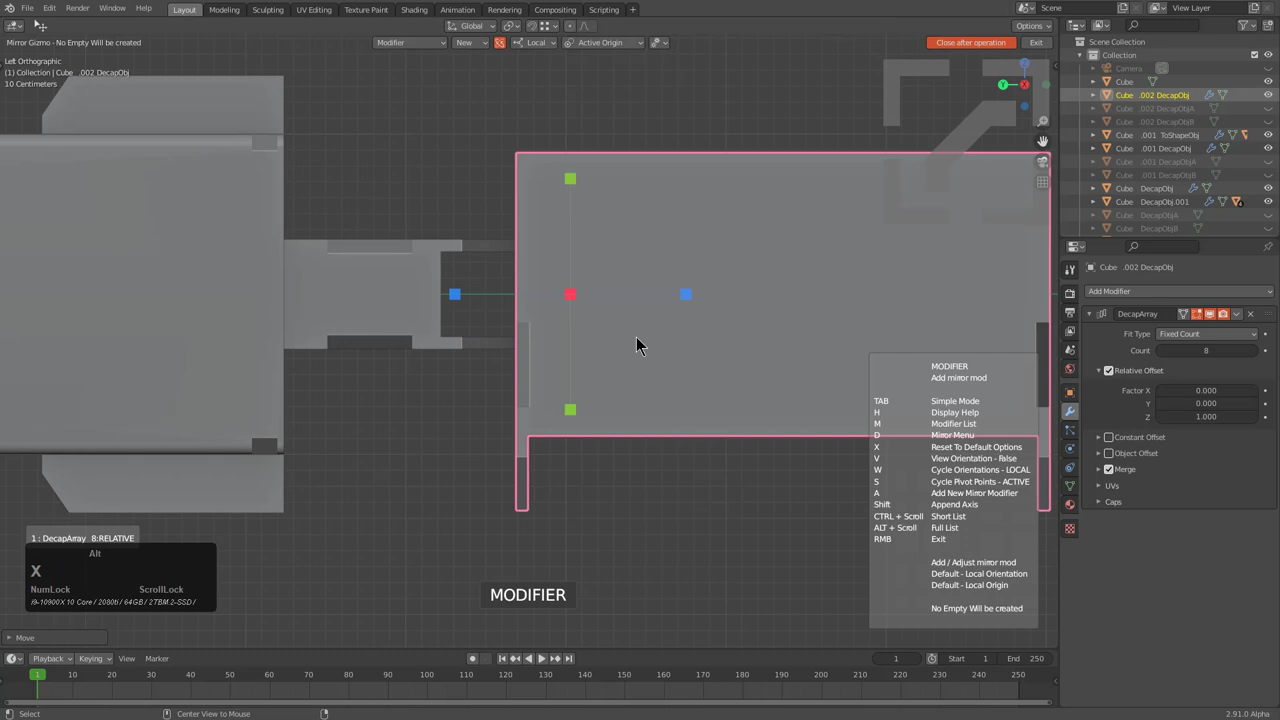 File Edit Render Window Help
Layout Modeling Sculpting UV Editing Texture Paint Shading Animation Rendering Compositing Scripting +
Scene
View Layer
Global
Options
Mirror Gizmo - No Empty Will be created
Modifier New Local Active Origin
Close after operation Exit
Left Orthographic
(1) Collection | Cube .002 DecapObj
10 Centimeters
Z
Y
X
Scene Collection
Collection
Camera
Cube
Cube .002 DecapObj
Cube .002 DecapObjA
Cube .002 DecapObjB
Cube .001 ToShapeObj
Cube .001 DecapObj
Cube .001 DecapObjA
Cube .001 DecapObjB
Cube DecapObj
Cube DecapObj.001
Cube DecapObjA
Cube DecapObjB
Cube .002 DecapObj
Add Modifier
DecapArray
Fit Type Fixed Count
Count 8
Relative Offset
Factor X 0.000
Y 0.000
Z 1.000
Constant Offset
Object Offset
Merge
UVs
Caps
MODIFIER
Add mirror mod
TAB Simple Mode
H Display Help
M Modifier List
D Mirror Menu
X Reset To Default Options
V View Orientation - False
W Cycle Orientations - LOCAL
S Cycle Pivot Points - ACTIVE
A Add New Mirror Modifier
Shift Append Axis
CTRL + Scroll Short List
ALT + Scroll Full List
RMB Exit
Add / Adjust mirror mod
Default - Local Orientation
Default - Local Origin
No Empty Will be created
1 : DecapArray 8:RELATIVE
Alt
X
NumLock ScrollLock
i9-10900X 10 Core / 2080ti / 64GB / 2TBM.2-SSD /
MODIFIER
Move
Playback Keying View Marker
1 Start 1 End 250
1 10 20 30 40 50 60 70 80 90 100 110 120 130 140 150 160 170 180 190 200 210 220 230 240 250
Select Center View to Mouse 2.91.0 Alpha